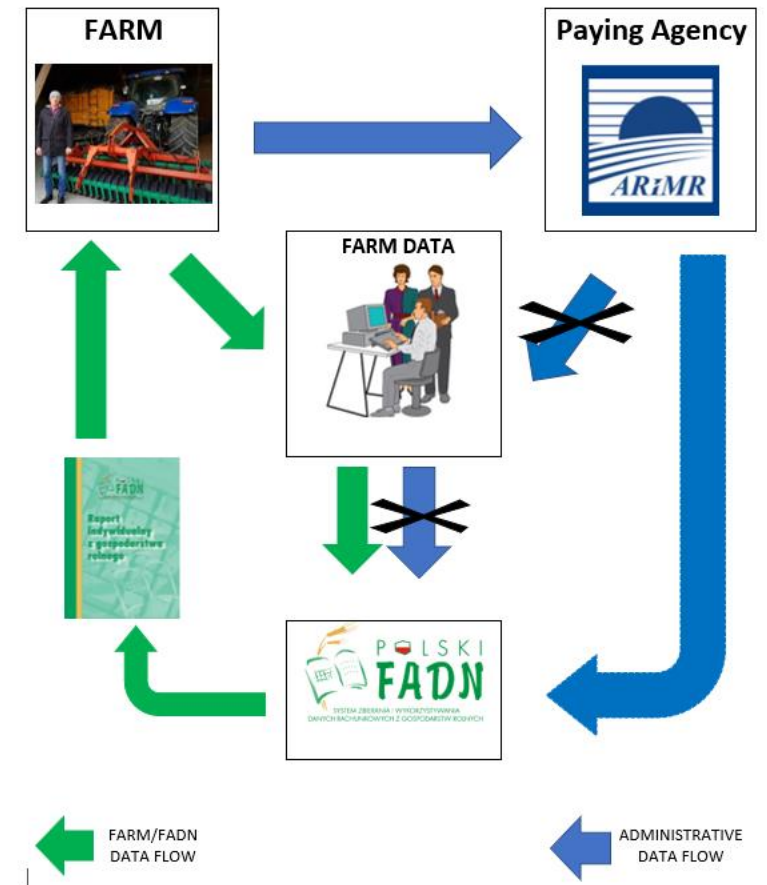 FARM
Paying Agency
ARiMR
FARM DATA
POLSKI
FADN
Raport
indywidualny
z gospodarstwa
rolnego
POLSKI
FADN
SYSTEM ZBIERANIA I WYKORZYSTYWANIA
DANYCH RACHUNKOWYCH Z GOSPODARSTW ROLNYCH
FARM/FADN
DATA FLOW
ADMINISTRATIVE
DATA FLOW